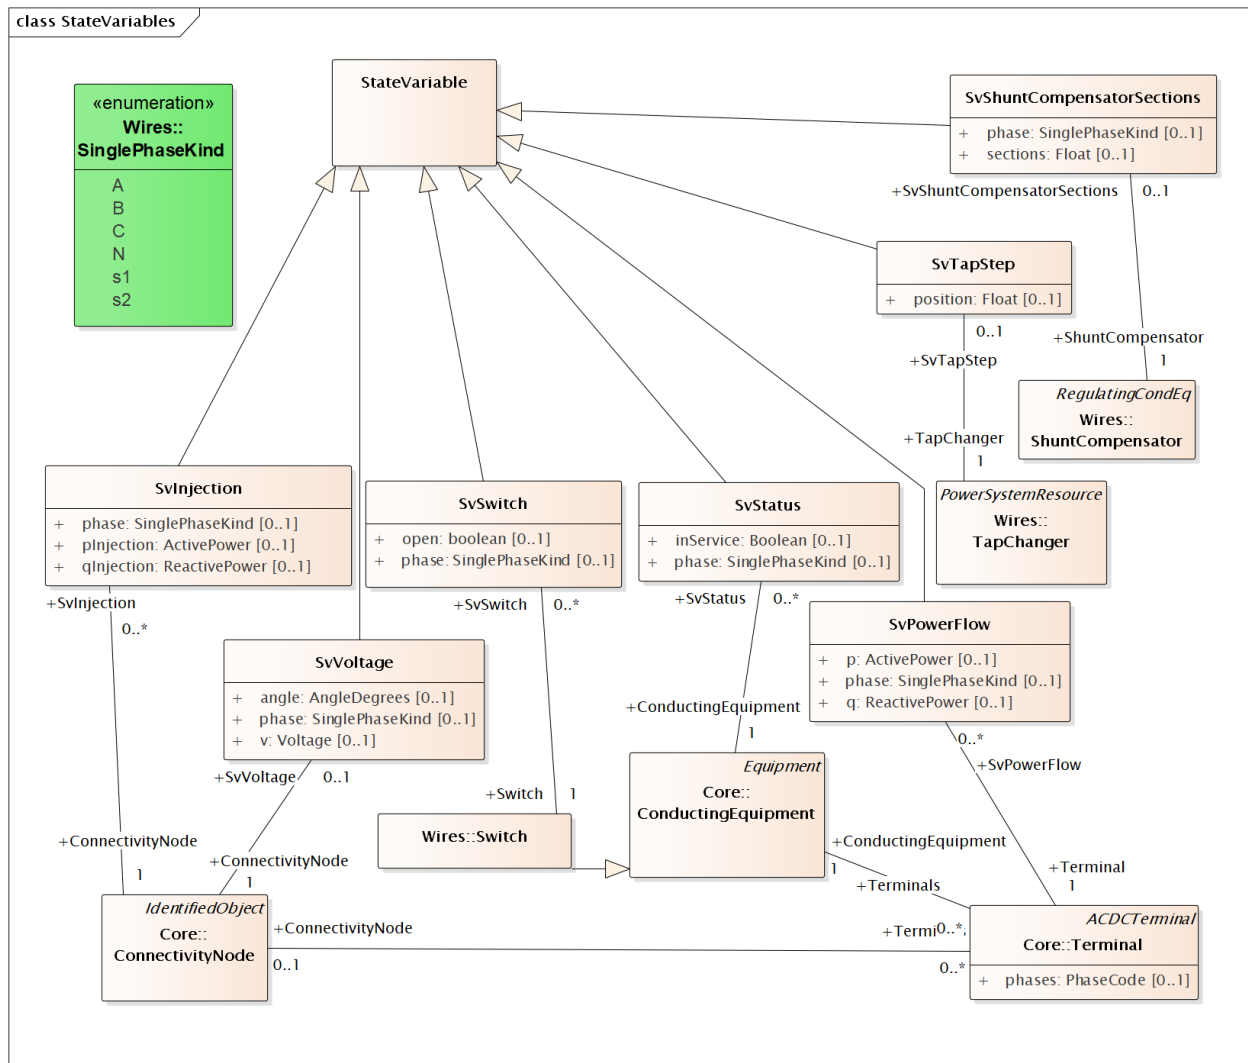 class StateVariables
StateVariable
«enumeration»
Wires::
SinglePhaseKind
A
B
C
N
s1
s2
SvShuntCompensatorSections
+ phase: SinglePhaseKind [0..1]
+ sections: Float [0..1]
+SvShuntCompensatorSections 0..1
SvTapStep
+ position: Float [0..1]
0..1
+SvTapStep
+ShuntCompensator
1
RegulatingCondEq
Wires::
ShuntCompensator
+TapChanger
1
PowerSystemResource
Wires::
TapChanger
SvInjection
+ phase: SinglePhaseKind [0..1]
+ pInjection: ActivePower [0..1]
+ qInjection: ReactivePower [0..1]
+SvInjection
0..*
SvSwitch
+ open: boolean [0..1]
+ phase: SinglePhaseKind [0..1]
+SvSwitch 0..*
SvStatus
+ inService: Boolean [0..1]
+ phase: SinglePhaseKind [0..1]
+SvStatus 0..*
SvPowerFlow
+ p: ActivePower [0..1]
+ phase: SinglePhaseKind [0..1]
+ q: ReactivePower [0..1]
0..*
+SvPowerFlow
SvVoltage
+ angle: AngleDegrees [0..1]
+ phase: SinglePhaseKind [0..1]
+ v: Voltage [0..1]
+SvVoltage 0..1
+ConductingEquipment
1
Equipment
Core::
ConductingEquipment
+Switch 1
Wires::Switch
+ConductingEquipment
1
+Terminals
+Terminal
1
+ConnectivityNode
1
+ConnectivityNode
1
IdentifiedObject
Core::
ConnectivityNode
+ConnectivityNode
0..1
0..*
0..*
ACDCTerminal
Core::Terminal
+ phases: PhaseCode [0..1]